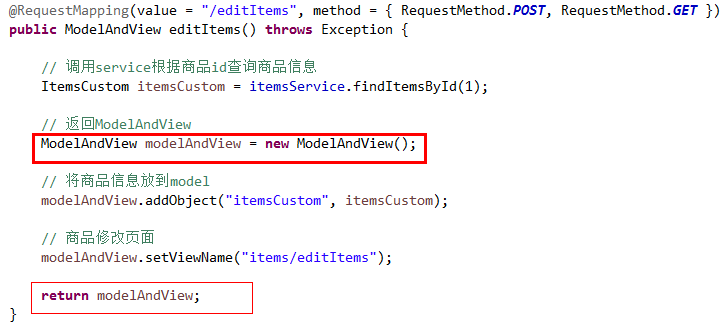 @RequestMapping(value = "/editItems", method = { RequestMethod.POST, RequestMethod.GET })
public ModelAndView editItems() throws Exception {
// 调用service根据商品id查询商品信息
ItemsCustom itemsCustom = itemsService.findItemsById(1);
// 返回ModelAndView
ModelAndView modelAndView = new ModelAndView();
// 将商品信息放到model
modelAndView.addObject("itemsCustom", itemsCustom);
// 商品修改页面
modelAndView.setViewName("items/editItems");
return modelAndView;
}